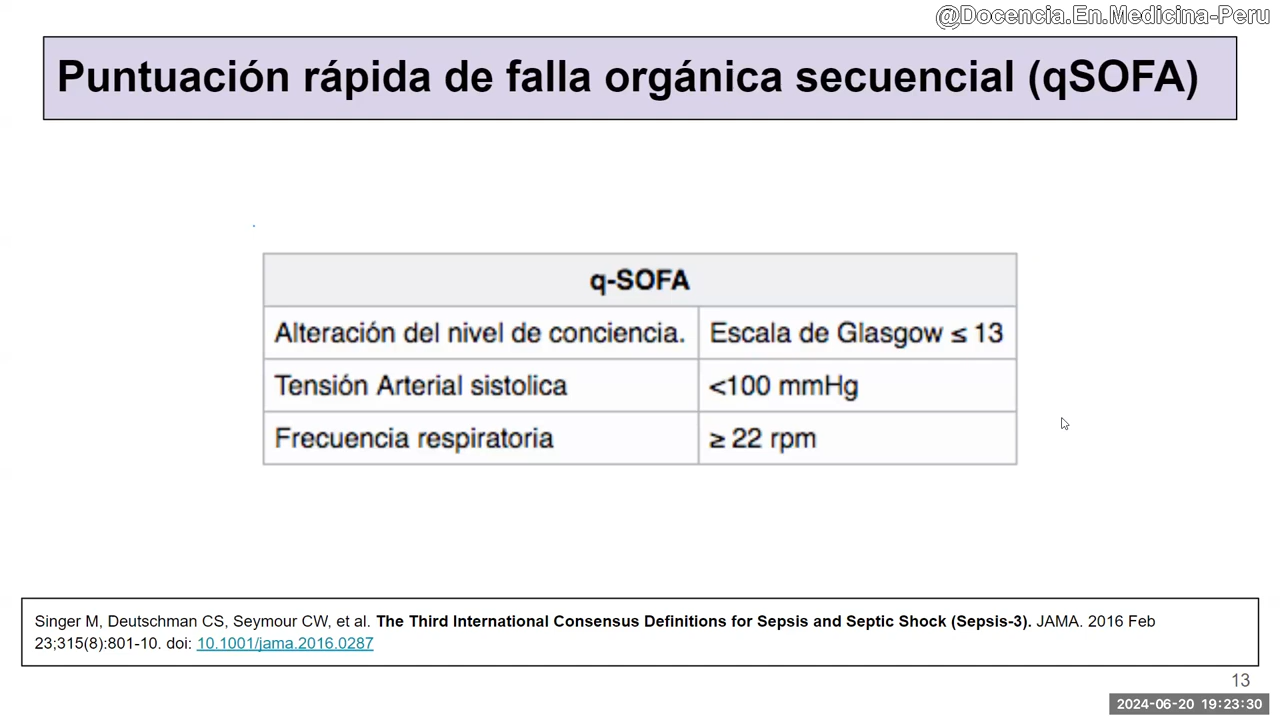 @Docencia.En.Medicina-Peru
Puntuación rápida de falla orgánica secuencial (qSOFA)
q-SOFA
Alteración del nivel de conciencia. Escala de Glasgow ≤ 13
Tensión Arterial sistolica <100 mmHg
Frecuencia respiratoria ≥ 22 rpm
Singer M, Deutschman CS, Seymour CW, et al. The Third International Consensus Definitions for Sepsis and Septic Shock (Sepsis-3). JAMA. 2016 Feb
23;315(8):801-10. doi: 10.1001/jama.2016.0287
13
2024-06-20 19:23:30